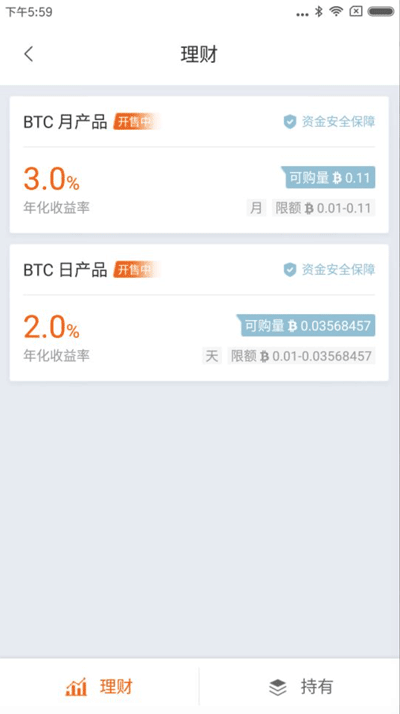 下午5:59
理财
BTC 月产品 开售中 资金安全保障
3.0% 可购量 ₿ 0.11
年化收益率 月 限额 ₿ 0.01-0.11
BTC 日产品 开售中 资金安全保障
2.0% 可购量 ₿ 0.03568457
年化收益率 天 限额 ₿ 0.01-0.03568457
理财 持有